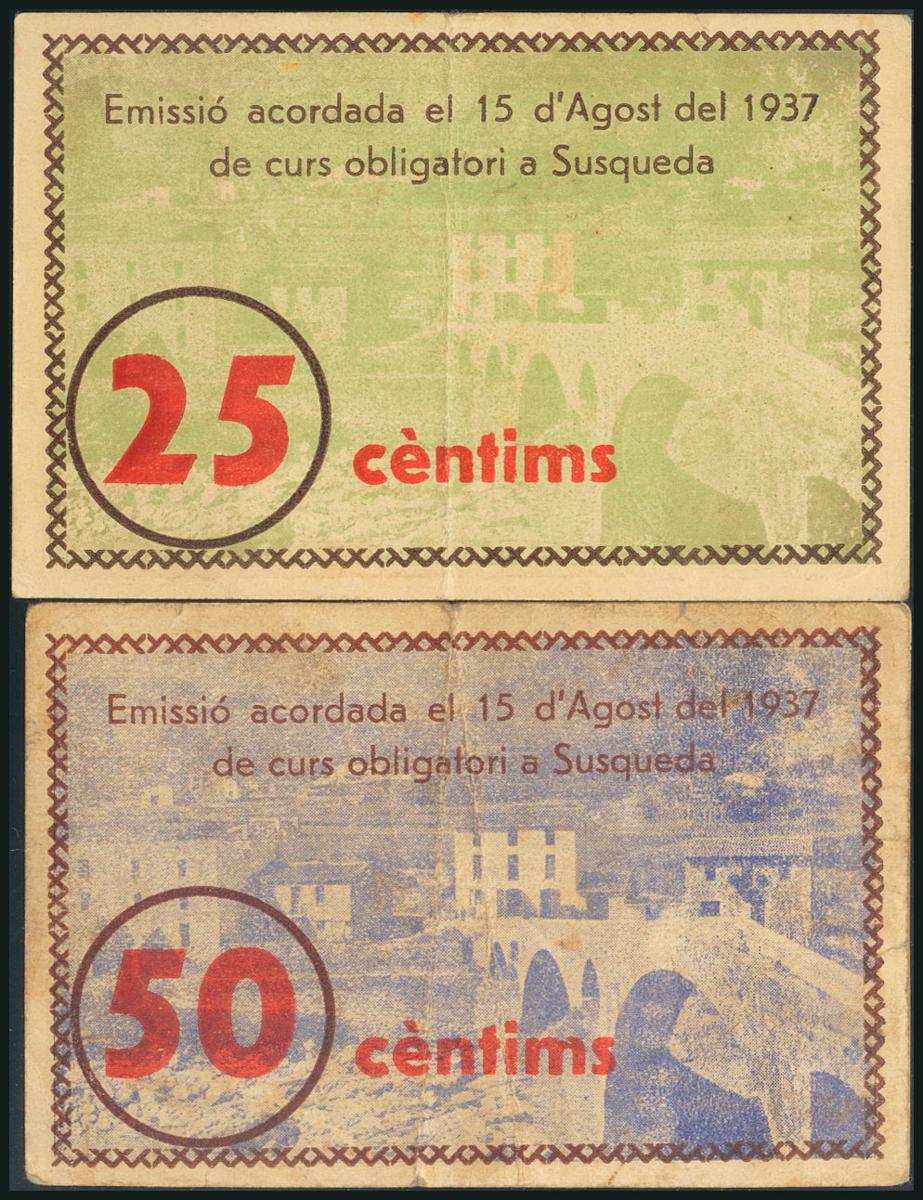 Emissió acordada el 15 d'Agost del 1937
de curs obligatori a Susqueda
25 cèntims
Emissió acordada el 15 d'Agost del 1937
de curs obligatori a Susqueda
50 cèntims